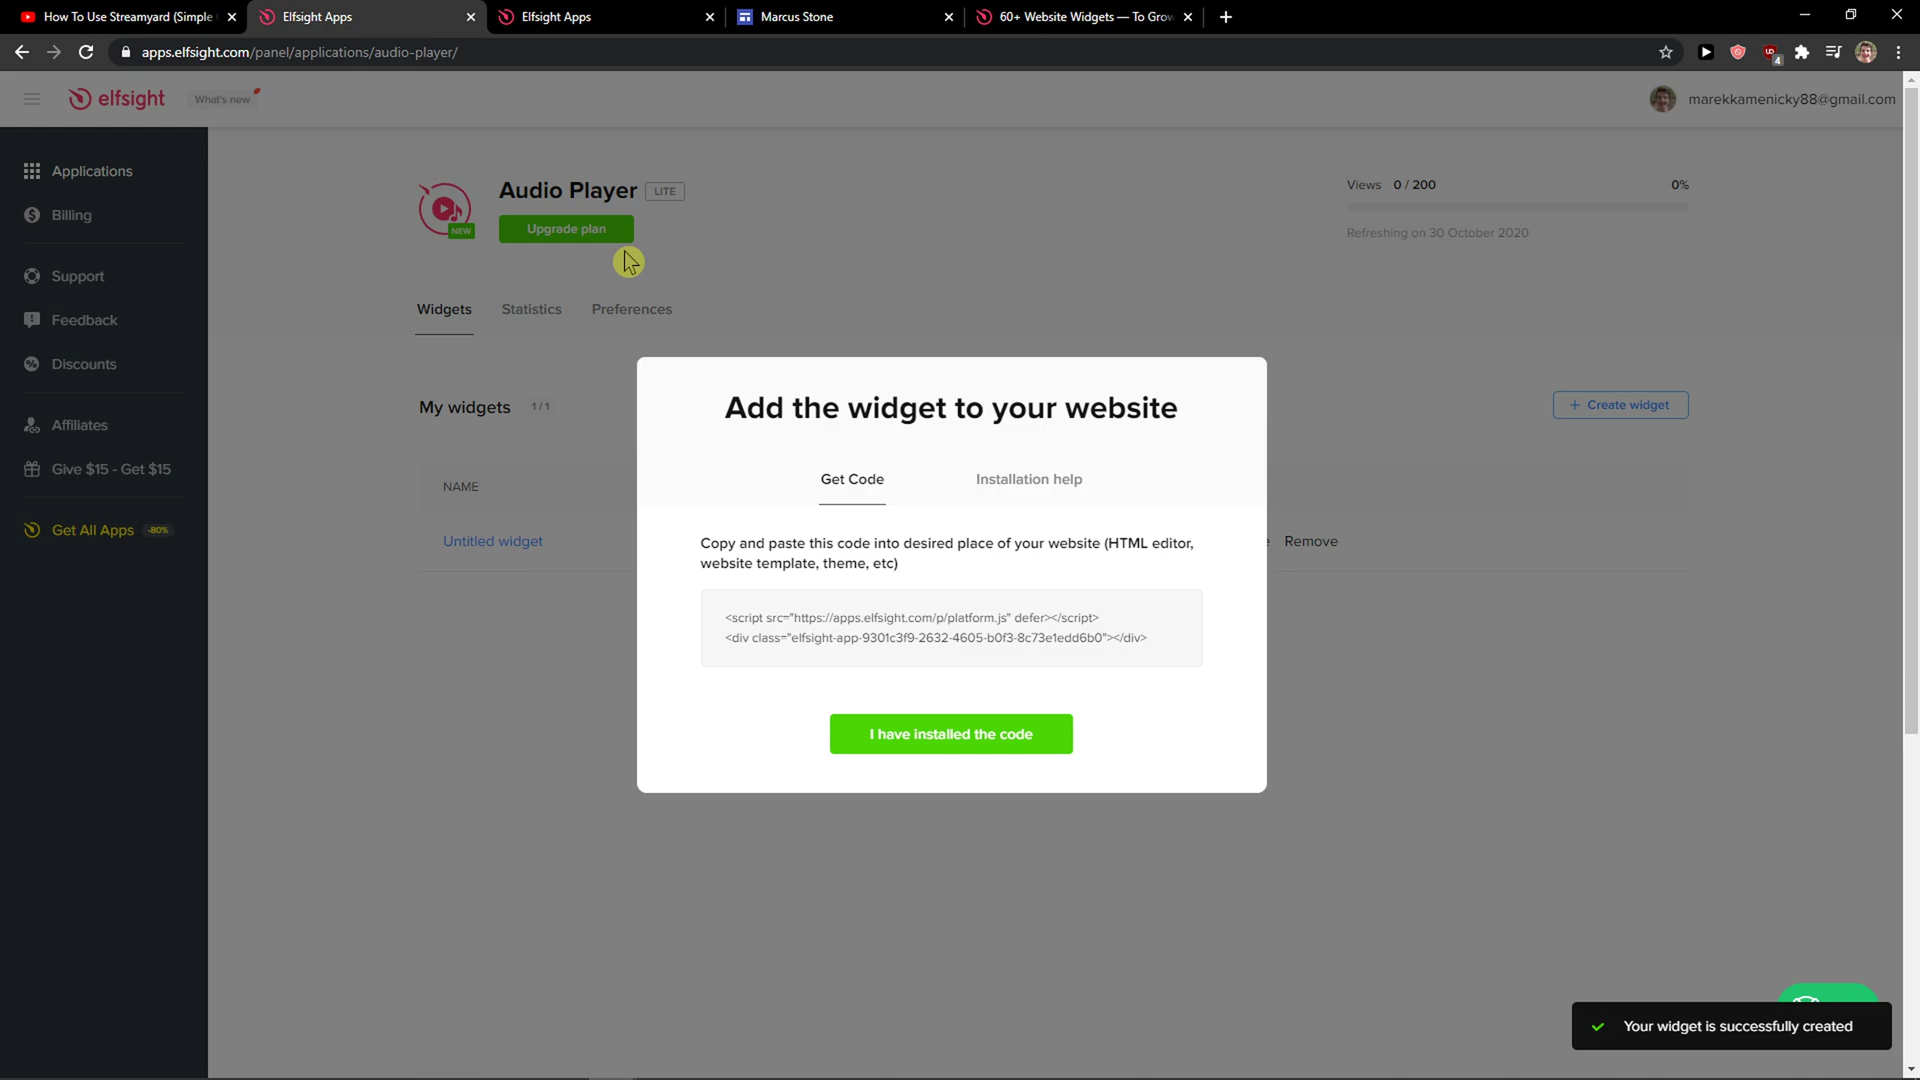 How To Use Streamyard (Simple
Elfsight Apps
Elfsight Apps
Marcus Stone
60+ Website Widgets — To Grow
apps.elfsight.com/panel/applications/audio-player/
4
elfsight
What's new
marekkamenicky88@gmail.com
Applications
Billing
Support
Feedback
Discounts
Affiliates
Give $15 - Get $15
Get All Apps -80%
NEW
Audio Player LITE
Upgrade plan
Views 0 / 200 0%
Refreshing on 30 October 2020
Widgets Statistics Preferences
My widgets 1 / 1
+ Create widget
NAME
Untitled widget
Remove
Add the widget to your website
Get Code Installation help
Copy and paste this code into desired place of your website (HTML editor,
website template, theme, etc)
<script src="https://apps.elfsight.com/p/platform.js" defer></script>
<div class="elfsight-app-9301c3f9-2632-4605-b0f3-8c73e1edd6b0"></div>
I have installed the code
Your widget is successfully created